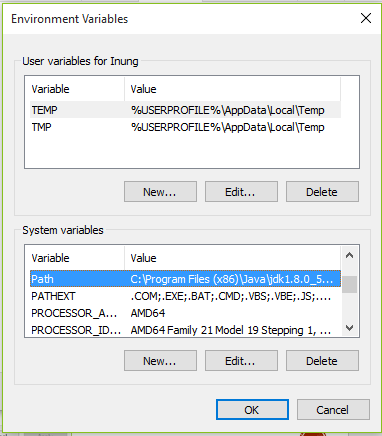 Environment Variables
User variables for Inung
Variable Value
TEMP %USERPROFILE%\AppData\Local\Temp
TMP %USERPROFILE%\AppData\Local\Temp
New... Edit... Delete
System variables
Variable Value
Path C:\Program Files (x86)\Java\jdk1.8.0_5...
PATHEXT .COM;.EXE;.BAT;.CMD;.VBS;.VBE;.JS;....
PROCESSOR_A... AMD64
PROCESSOR_ID... AMD64 Family 21 Model 19 Stepping 1, ...
New... Edit... Delete
OK Cancel